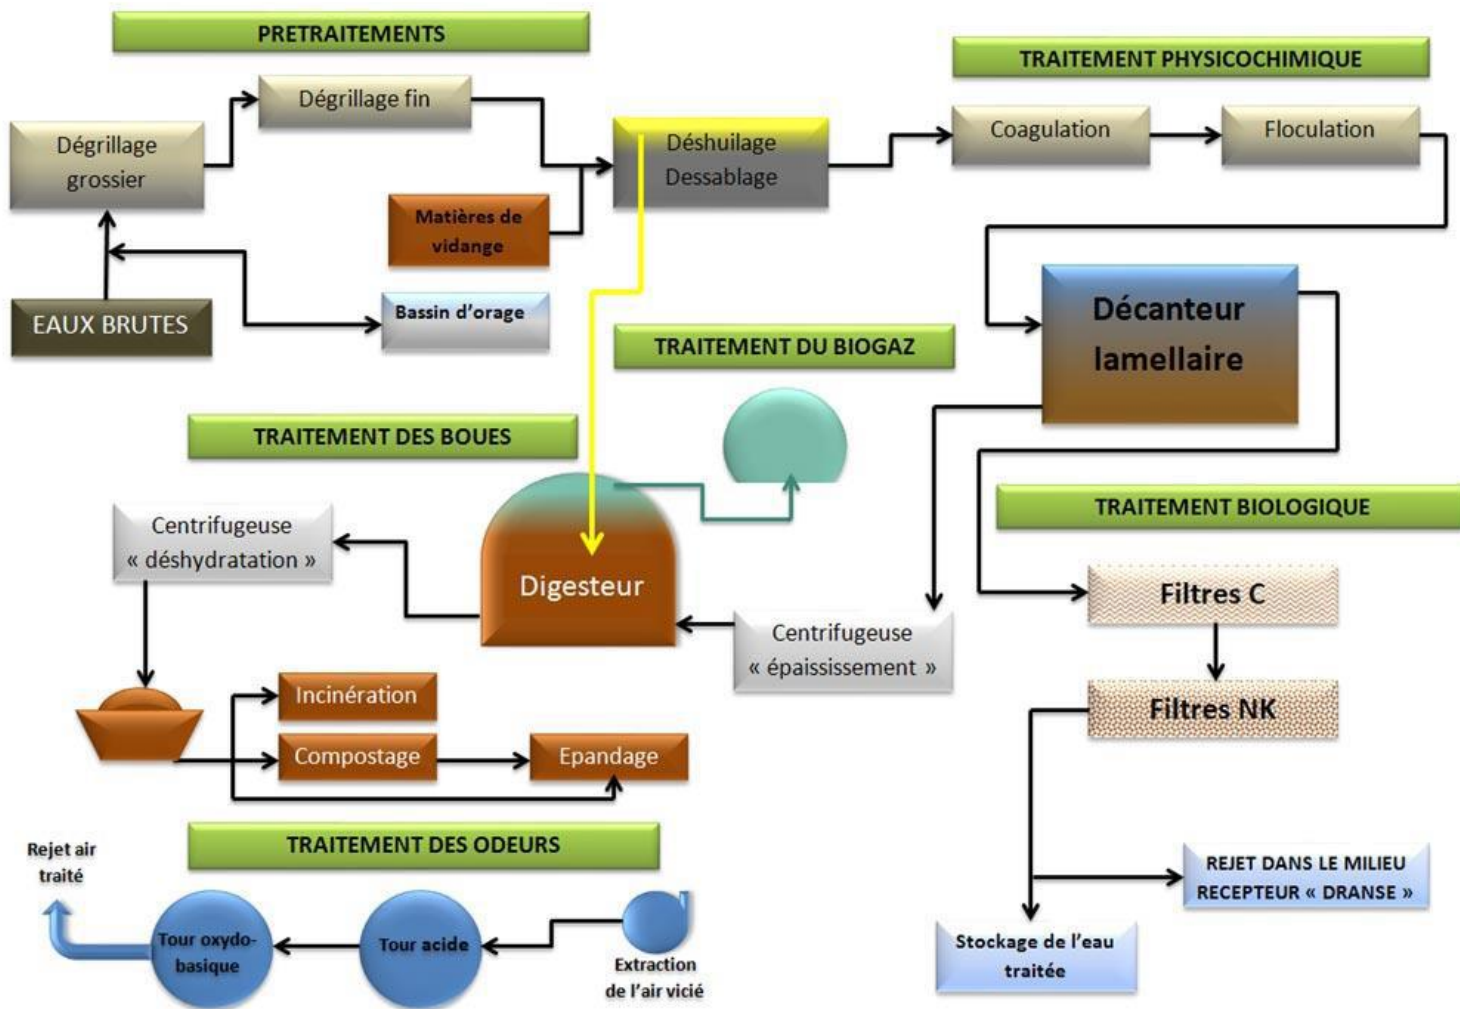 PRETRAITEMENTS
Dégrillage fin
Dégrillage
grossier
Déshuilage
Dessablage
Matières de
vidange
EAUX BRUTES
Bassin d’orage
TRAITEMENT PHYSICOCHIMIQUE
Coagulation
Floculation
Décanteur
lamellaire
TRAITEMENT DU BIOGAZ
TRAITEMENT DES BOUES
Centrifugeuse
« déshydratation »
Digesteur
Centrifugeuse
« épaississement »
Incinération
Compostage
Epandage
TRAITEMENT BIOLOGIQUE
Filtres C
Filtres NK
REJET DANS LE MILIEU
RECEPTEUR « DRANSE »
Stockage de l’eau
traitée
TRAITEMENT DES ODEURS
Rejet air
traité
Tour oxydo-
basique
Tour acide
Extraction
de l’air vicié